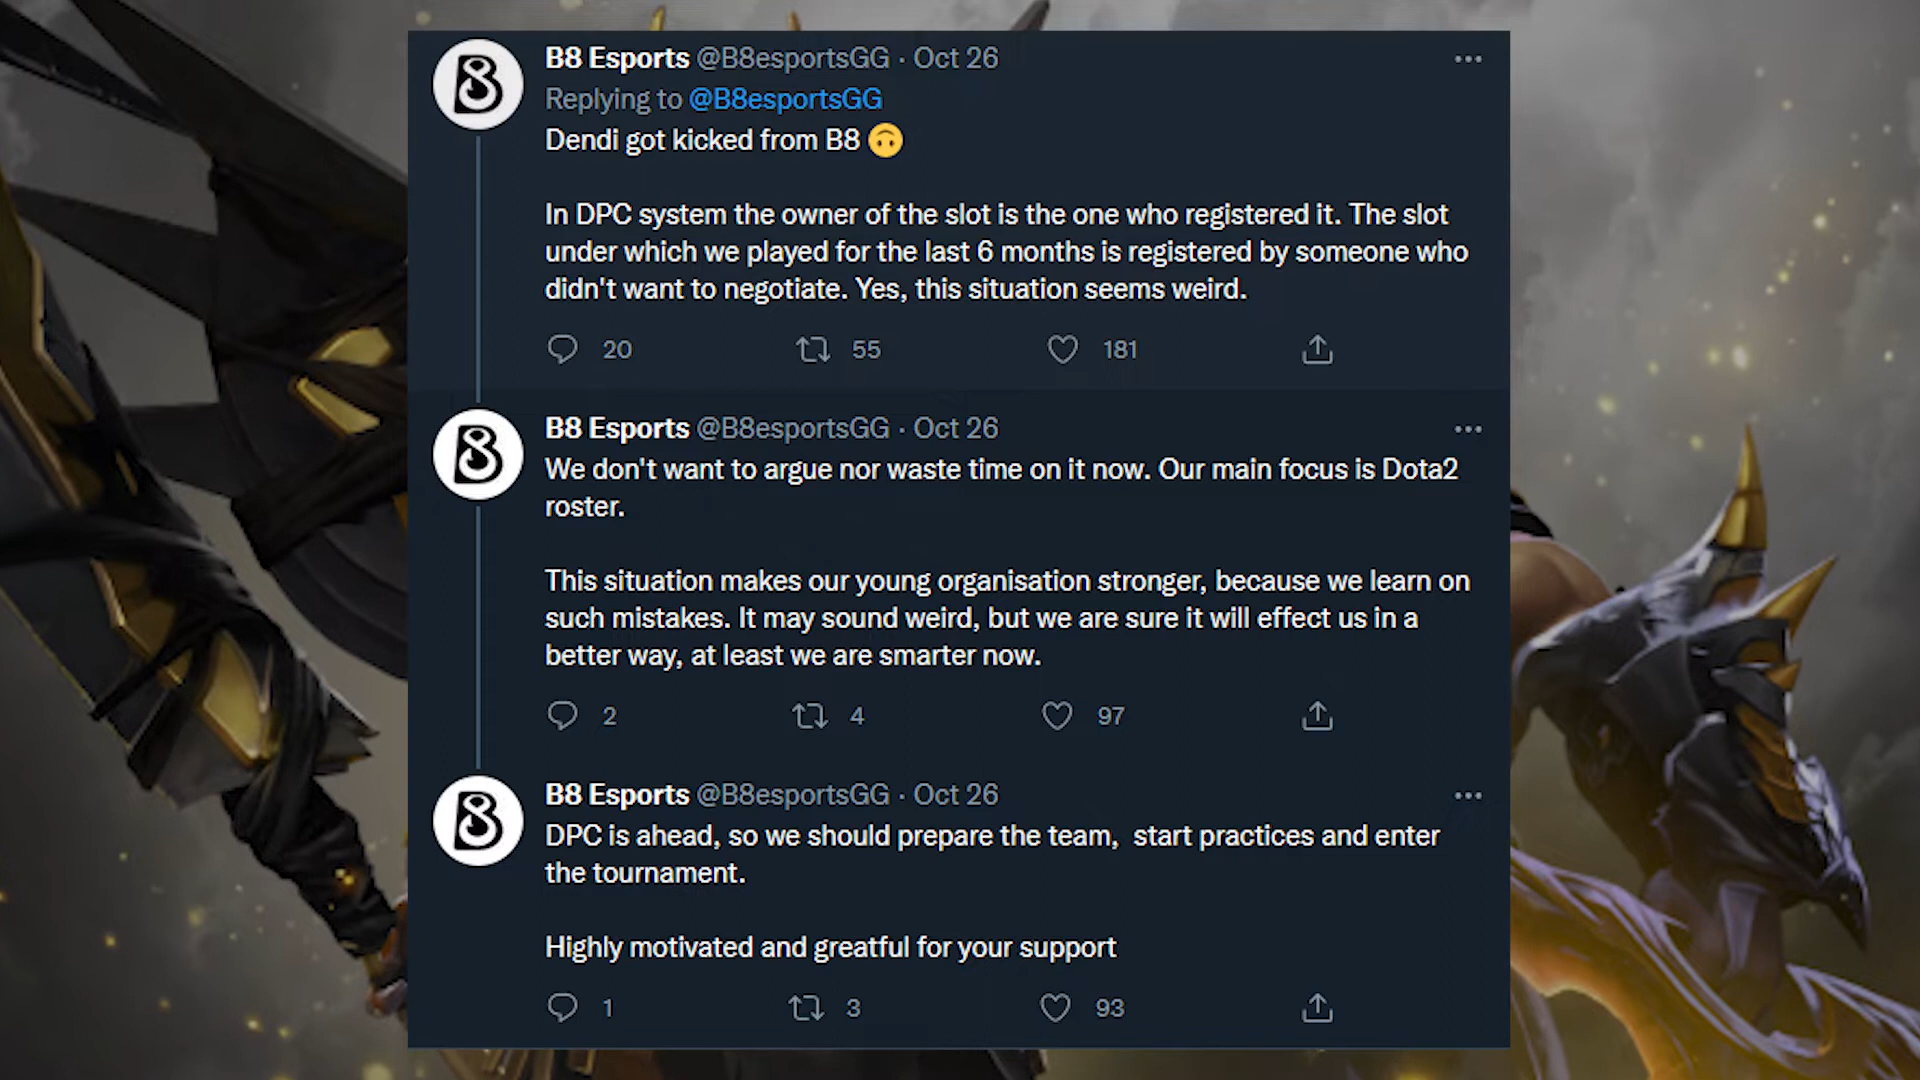 B8 Esports @B8esportsGG · Oct 26
Replying to @B8esportsGG
Dendi got kicked from B8 🙃
In DPC system the owner of the slot is the one who registered it. The slot
under which we played for the last 6 months is registered by someone who
didn't want to negotiate. Yes, this situation seems weird.
20 55 181
B8 Esports @B8esportsGG · Oct 26
We don't want to argue nor waste time on it now. Our main focus is Dota2
roster.
This situation makes our young organisation stronger, because we learn on
such mistakes. It may sound weird, but we are sure it will effect us in a
better way, at least we are smarter now.
2 4 97
B8 Esports @B8esportsGG · Oct 26
DPC is ahead, so we should prepare the team,  start practices and enter
the tournament.
Highly motivated and greatful for your support
1 3 93